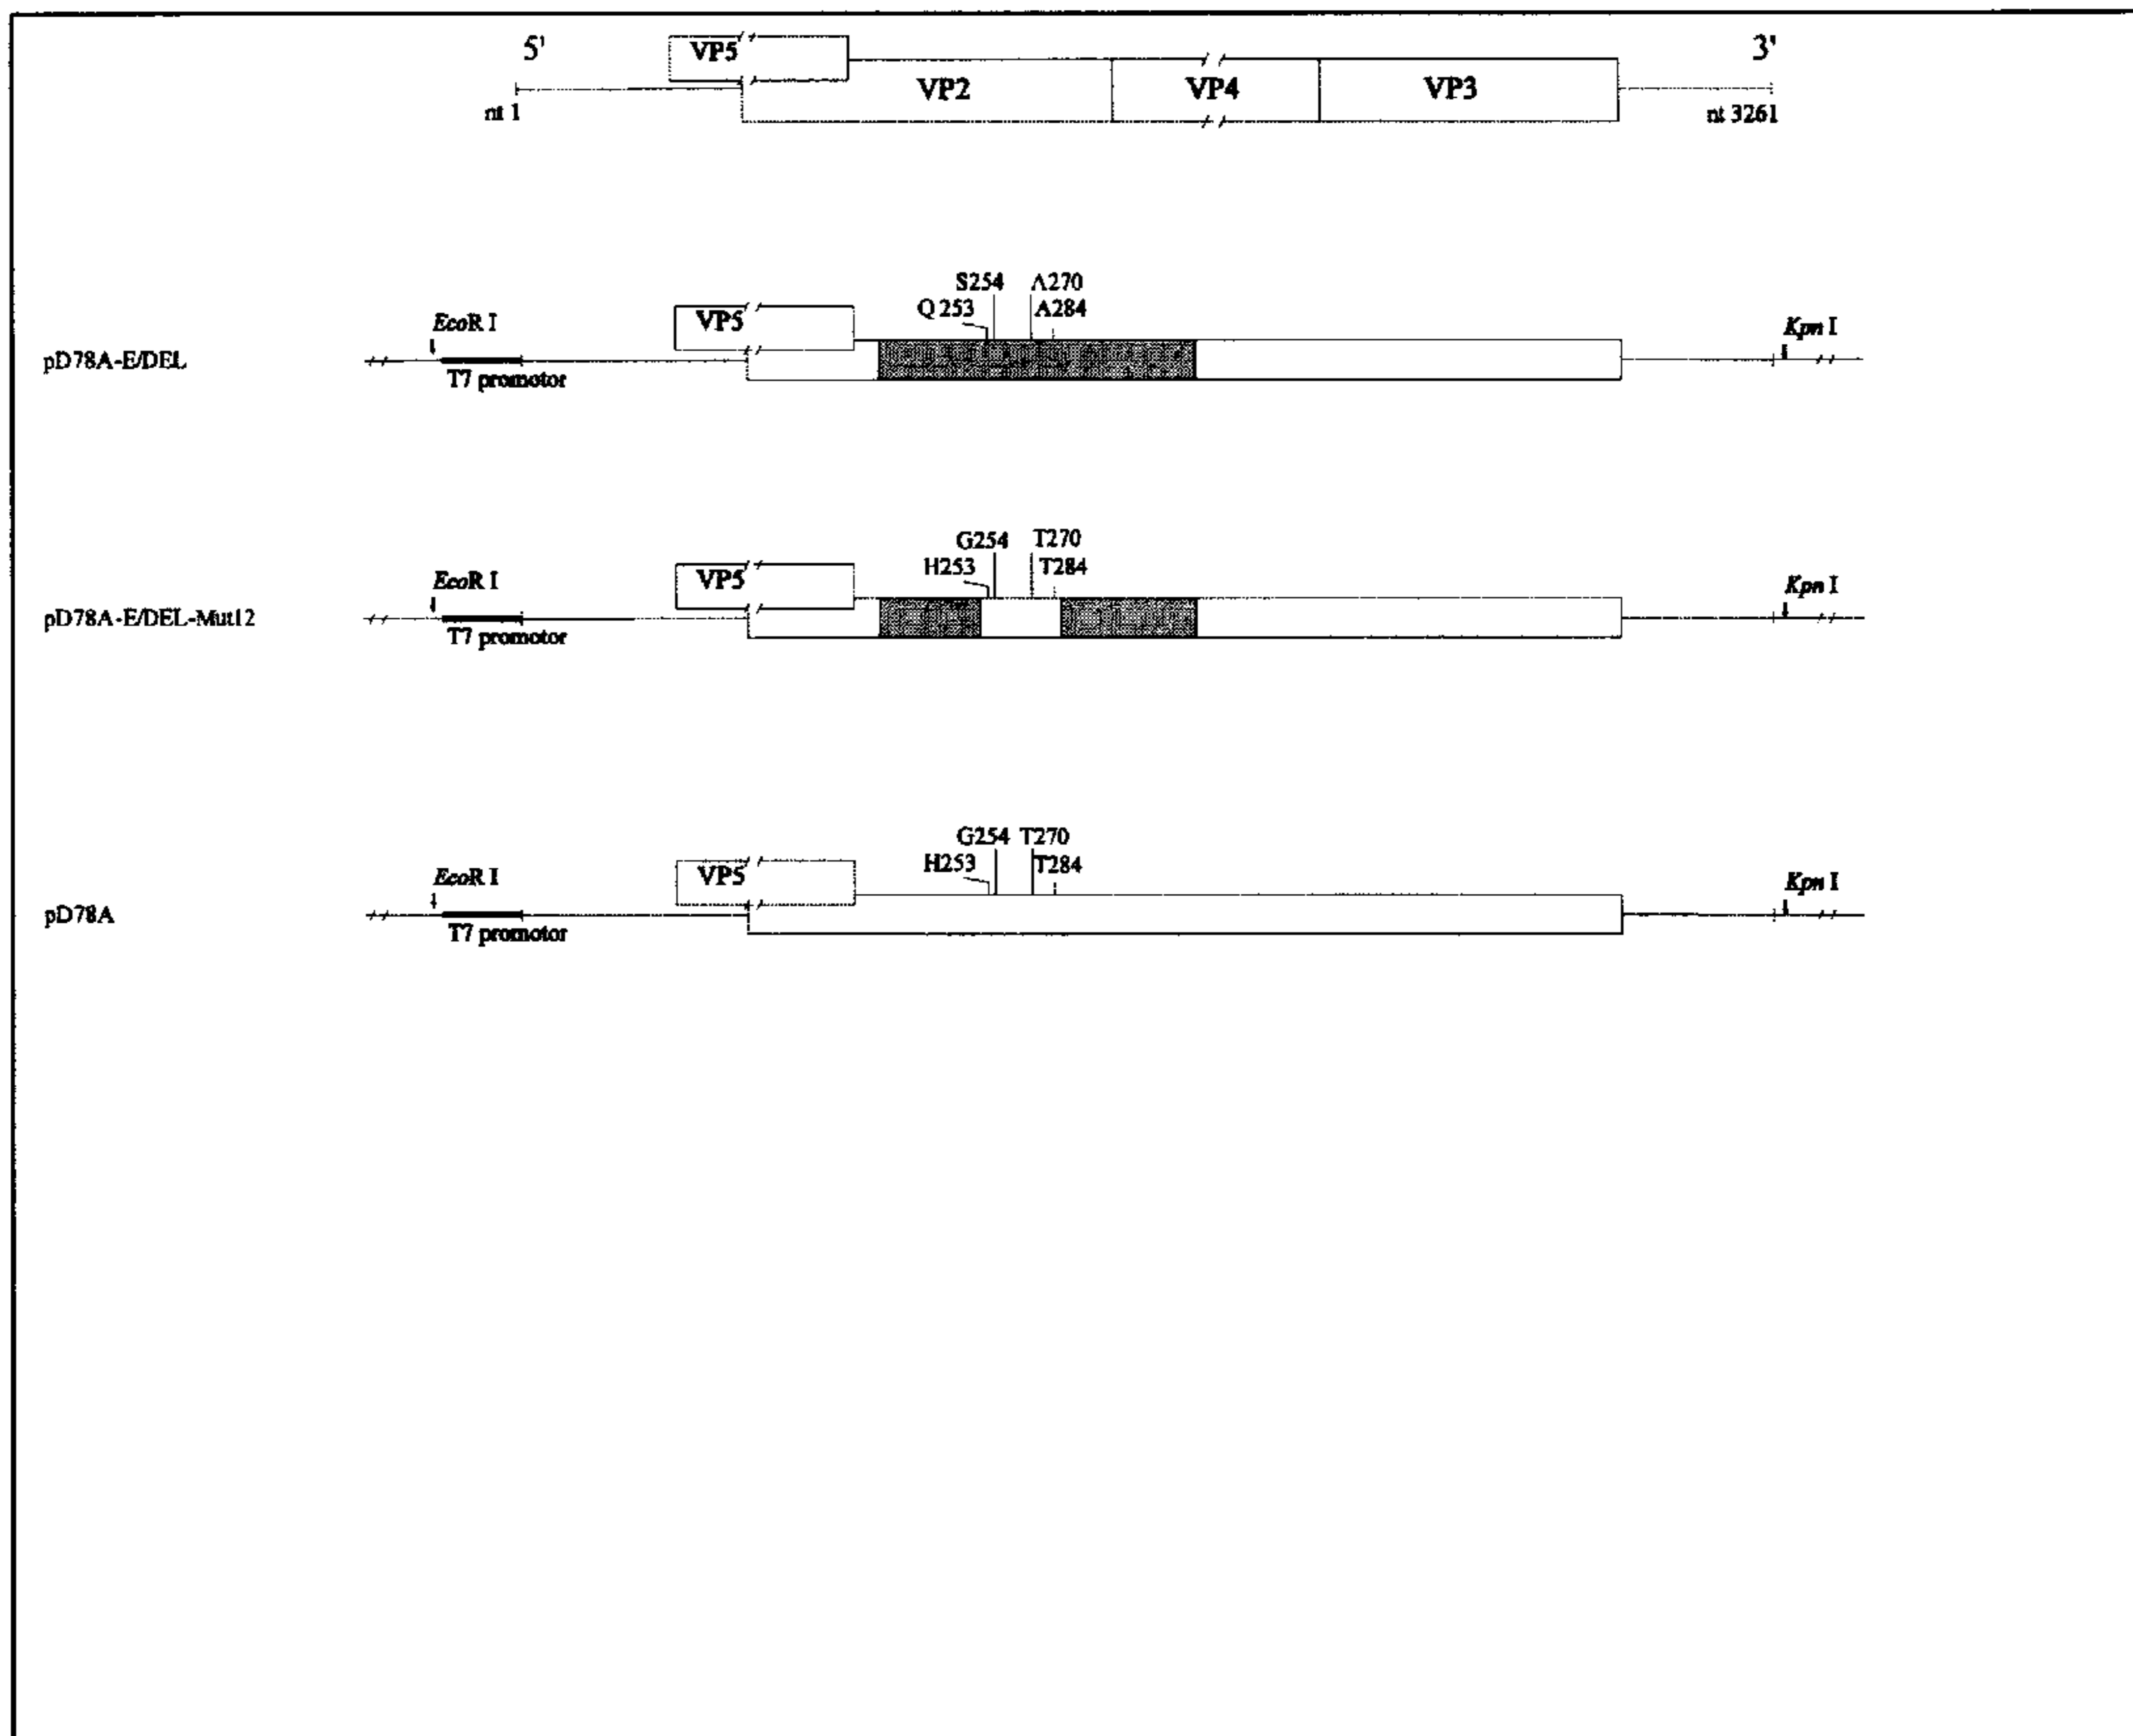 5' VP5 3'
VP2 VP4 VP3
nt 1 nt 3261
S254 A270
Q 253 A284
EcoR I VP5 Kpn I
pD78A-E/DEL
T7 promotor
G254 T270
H253 T284
EcoR I VP5 Kpn I
pD78A-E/DEL-Mut12
T7 promotor
G254 T270
H253 T284
EcoR I VP5 Kpn I
pD78A
T7 promotor